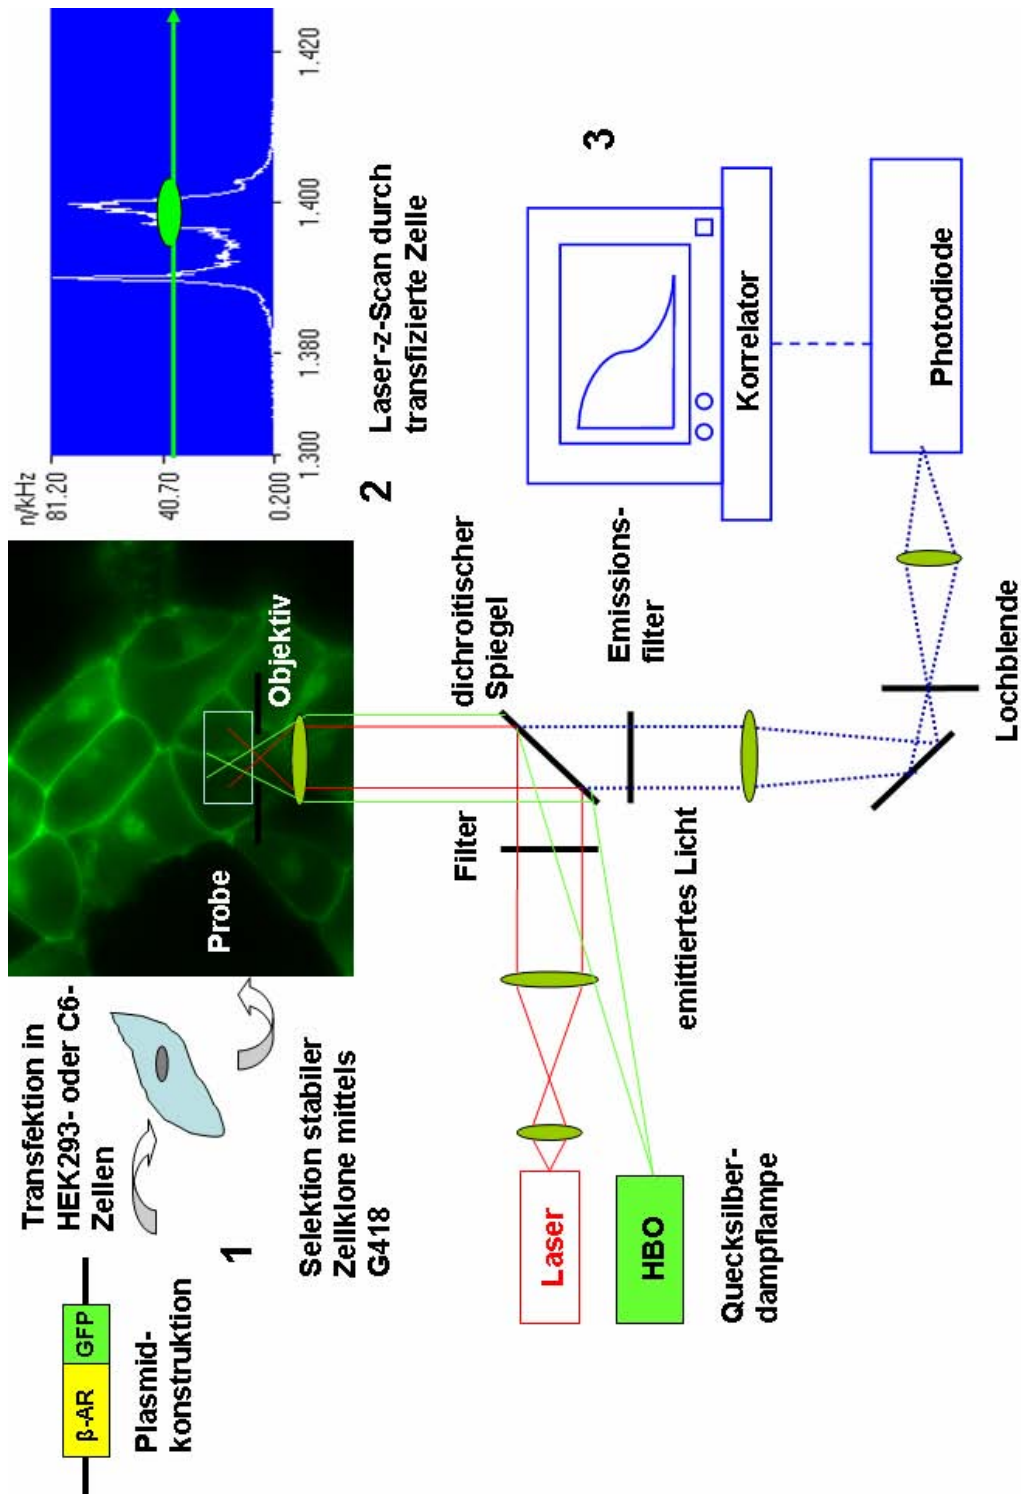 β-AR
GFP
Plasmid-
konstruktion
Transfektion in
HEK293- oder C6-
Zellen
1
Selektion stabiler
Zellklone mittels
G418
Probe
Objektiv
n/kHz
81.20
40.70
0.200
1.300
1.380
1.400
1.420
2
Laser-z-Scan durch
transfizierte Zelle
Laser
HBO
Quecksilber-
dampflampe
Filter
dichroitischer
Spiegel
emittiertes Licht
Emissions-
filter
Lochblende
3
Korrelator
Photodiode